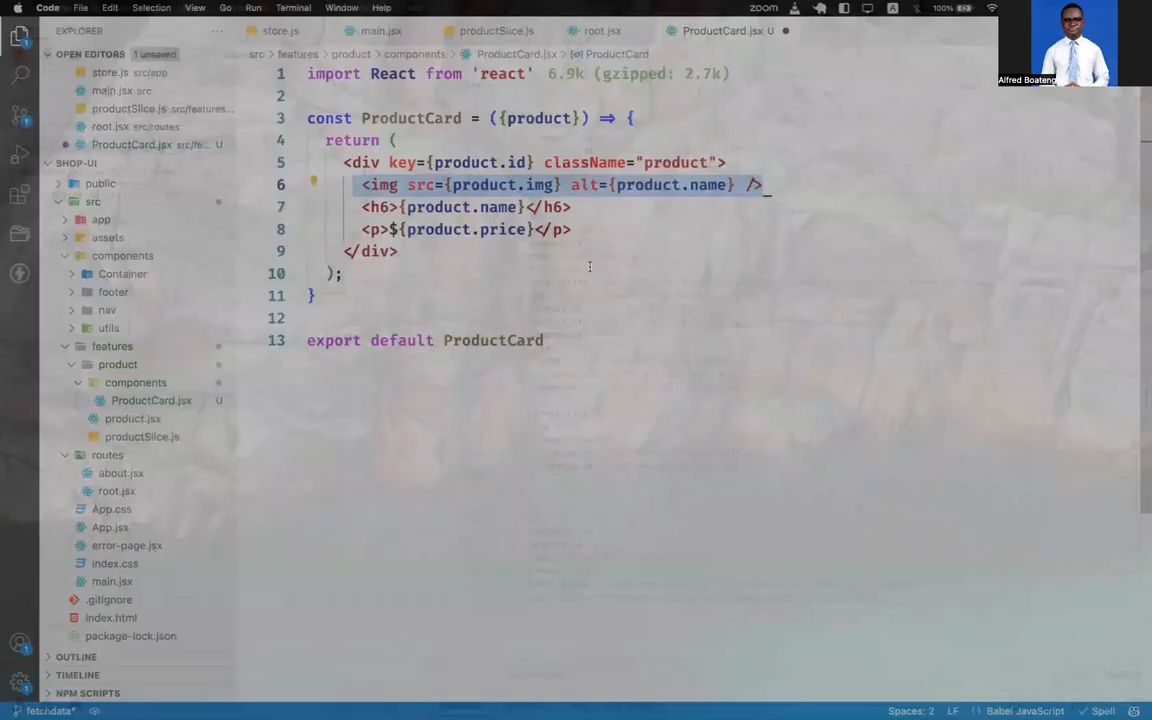 Code File Edit Selection View Go Run Terminal Window Help zoom A 100%
EXPLORER ...
OPEN EDITORS 1 unsaved
store.js src/app
main.jsx src
productSlice.js src/features...
root.jsx src/routes
ProductCard.jsx src/fe... U
SHOP-UI
public
src
app
assets
components
Container
footer
nav
utils
features
product
components
ProductCard.jsx U
product.jsx
productSlice.js
routes
about.jsx
root.jsx
App.css
App.jsx
error-page.jsx
index.css
main.jsx
.gitignore
index.html
package-lock.json
OUTLINE
TIMELINE
NPM SCRIPTS
store.js main.jsx productSlice.js root.jsx ProductCard.jsx U
src > features > product > components > ProductCard.jsx > ProductCard
1 import React from 'react' 6.9k (gzipped: 2.7k)
2
3 const ProductCard = ({product}) => {
4 return (
5 <div key={product.id} className="product">
6 <img src={product.img} alt={product.name} />
7 <h6>{product.name}</h6>
8 <p>${product.price}</p>
9 </div>
10 );
11 }
12
13 export default ProductCard
Alfred Boateng
fetchdata* Spaces: 2 LF Babel JavaScript Spell